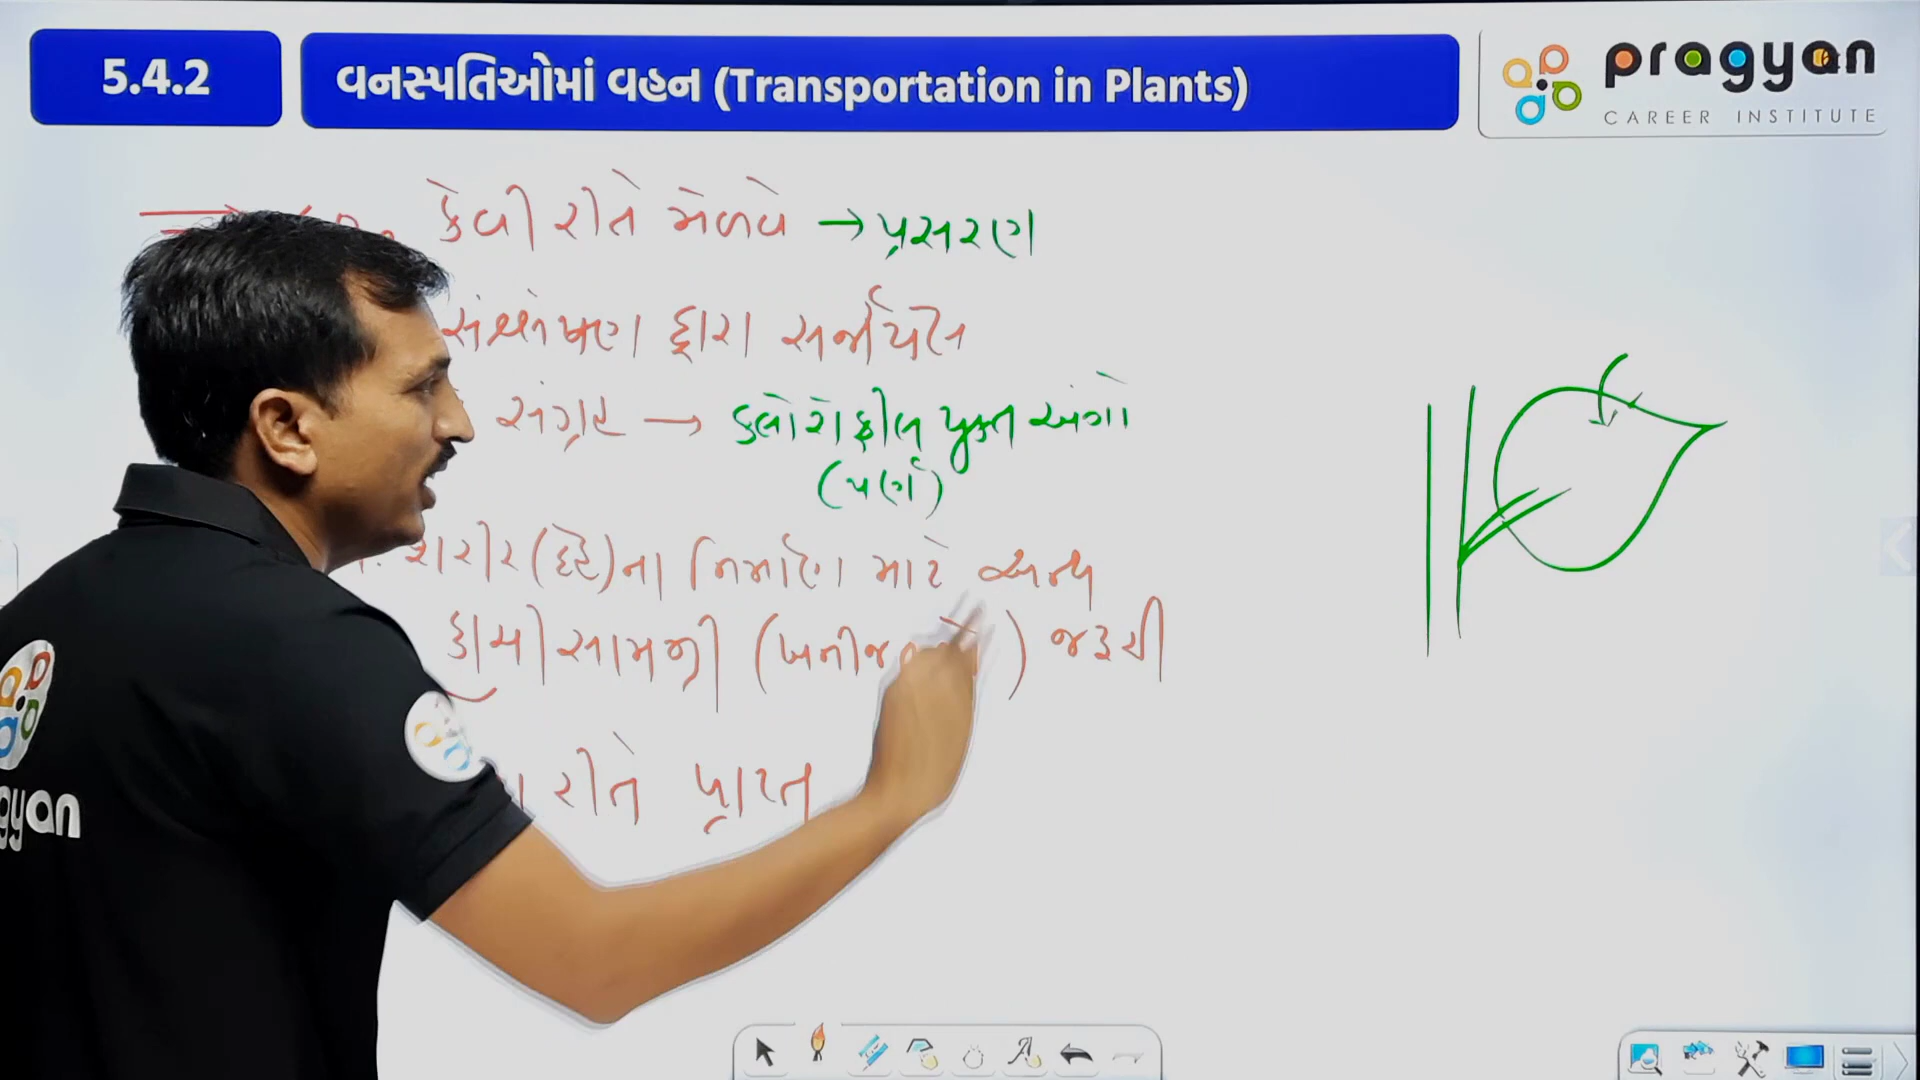 5.4.2
વનસ્પતિઓમાં વહન (Transportation in Plants)
pragyan
CAREER INSTITUTE
કેવી રીતે મેળવે → પ્રસરણ
સંશ્લેષણ દ્વારા સર્જાયેલ
સંગ્રહ → ક્લોરોફીલ યુક્ત અંગો
(પર્ણ)
શરીર (દેહ) ના નિર્માણ માટે અન્ય
કાચી સામગ્રી ( ) જરૂરી
રીતે પ્રાપ્ત
gyan